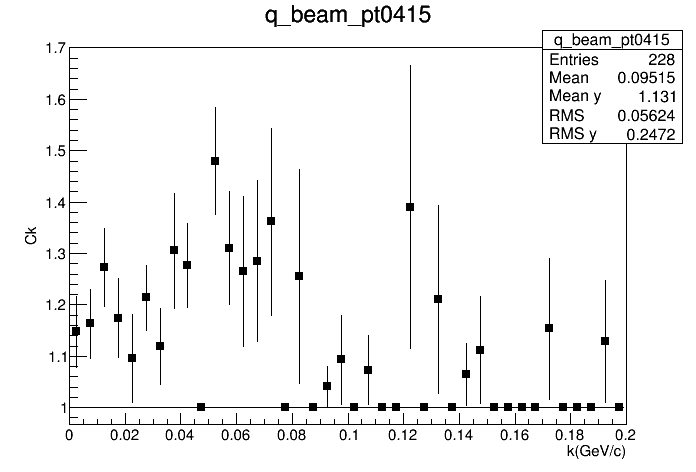 q_beam_pt0415
q_beam_pt0415
Entries 228
Mean 0.09515
Mean y 1.131
RMS 0.05624
RMS y 0.2472
Ck
1.7
1.6
1.5
1.4
1.3
1.2
1.1
1
0 0.02 0.04 0.06 0.08 0.1 0.12 0.14 0.16 0.18 0.2
k(GeV/c)